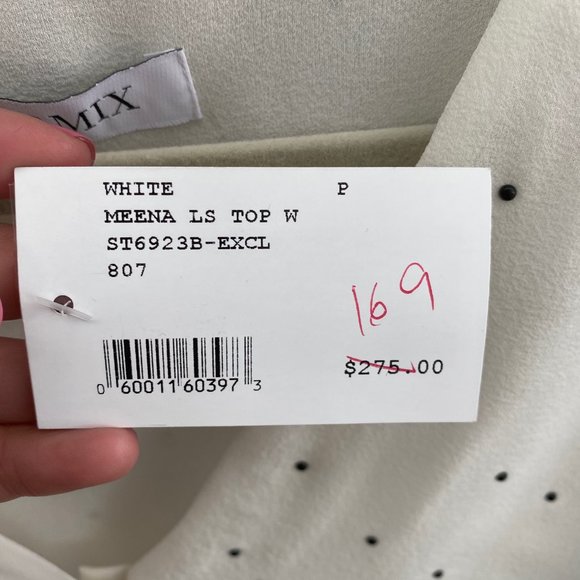 MIX
WHITE P
MEENA LS TOP W
ST6923B-EXCL
807
169
$275.00
0 60011 60397 3